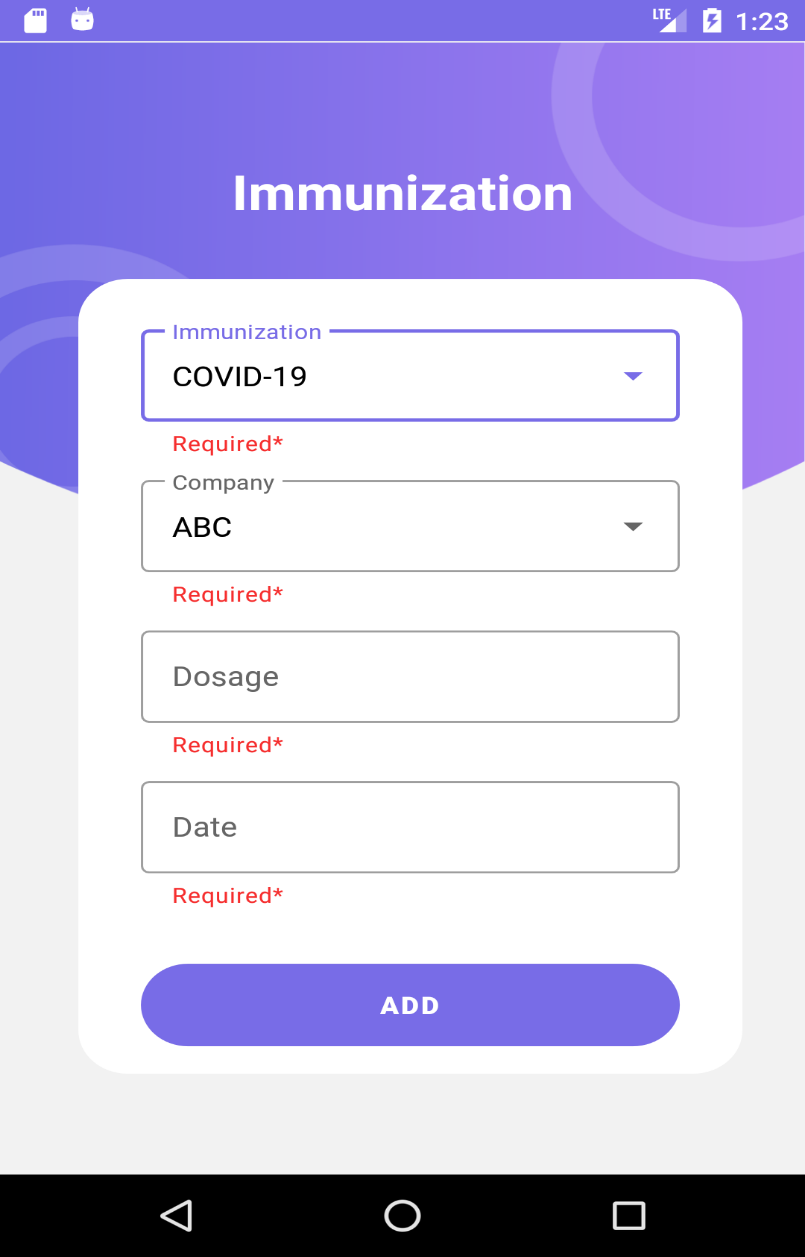 LTE 1:23
Immunization
Immunization
COVID-19
Required*
Company
ABC
Required*
Dosage
Required*
Date
Required*
ADD